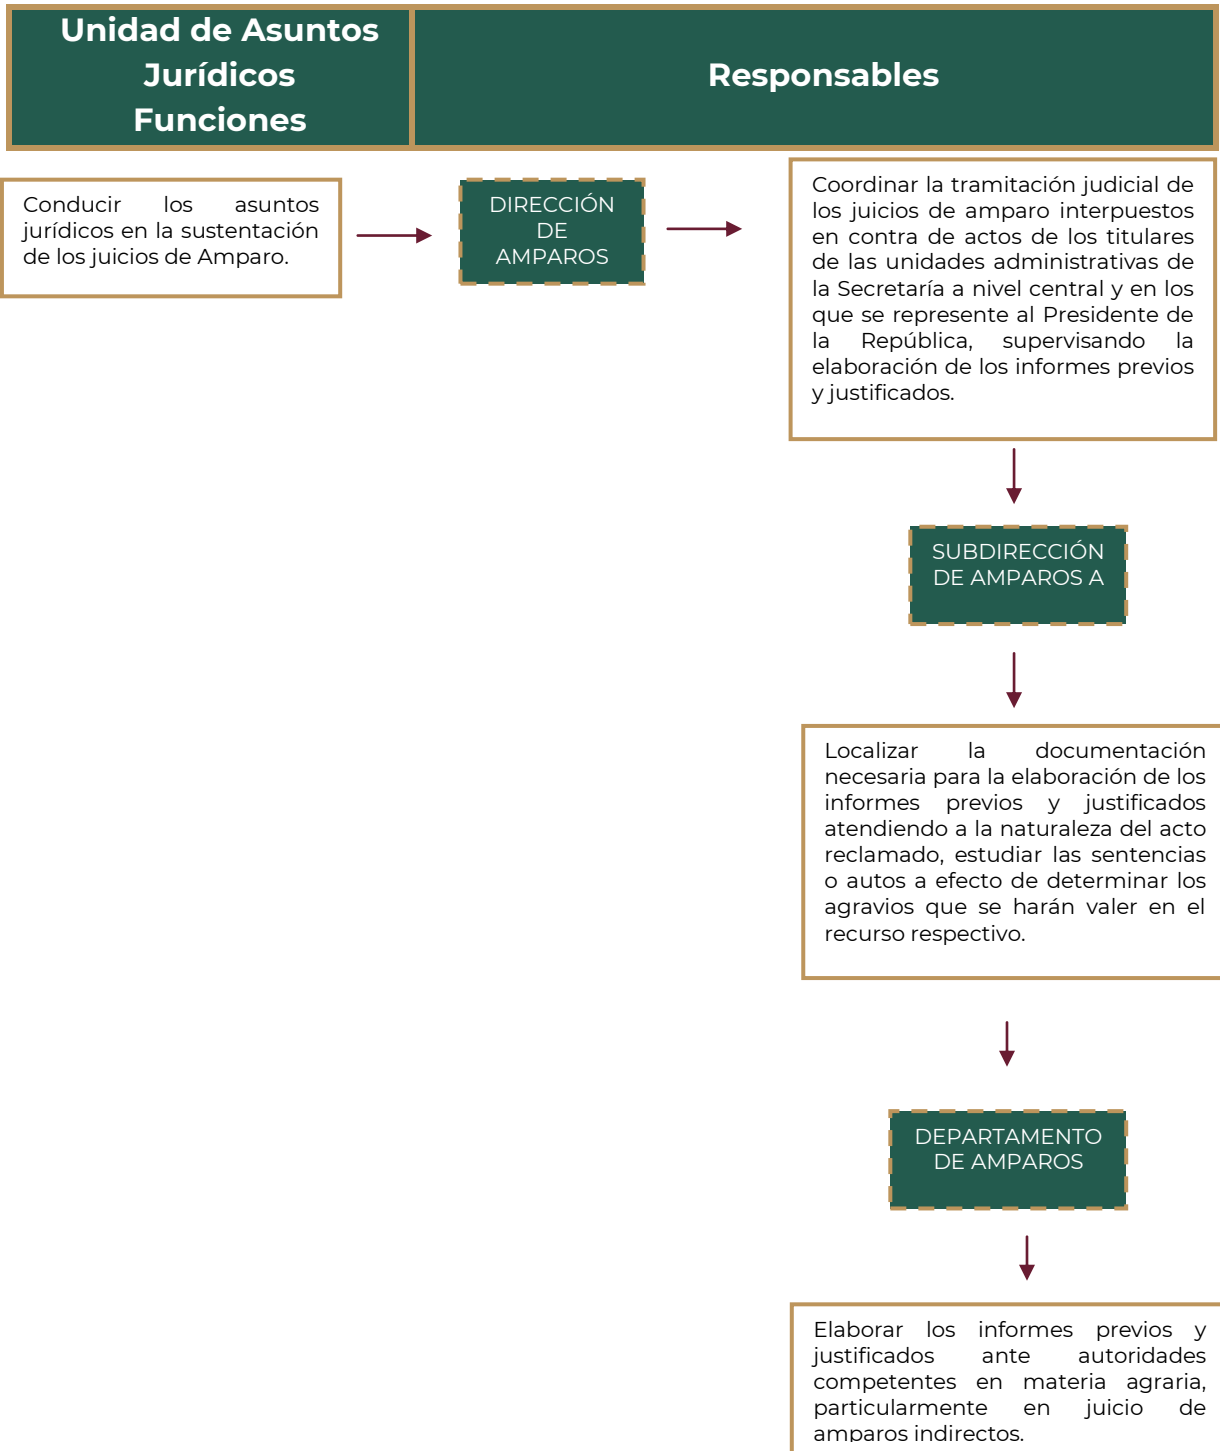 Unidad de Asuntos
Jurídicos
Funciones
Responsables
Conducir los asuntos
jurídicos en la sustentación
de los juicios de Amparo.
DIRECCIÓN
DE
AMPAROS
Coordinar la tramitación judicial de
los juicios de amparo interpuestos
en contra de actos de los titulares
de las unidades administrativas de
la Secretaría a nivel central y en los
que se represente al Presidente de
la República, supervisando la
elaboración de los informes previos
y justificados.
SUBDIRECCIÓN
DE AMPAROS A
Localizar la documentación
necesaria para la elaboración de los
informes previos y justificados
atendiendo a la naturaleza del acto
reclamado, estudiar las sentencias
o autos a efecto de determinar los
agravios que se harán valer en el
recurso respectivo.
DEPARTAMENTO
DE AMPAROS
Elaborar los informes previos y
justificados ante autoridades
competentes en materia agraria,
particularmente en juicio de
amparos indirectos.